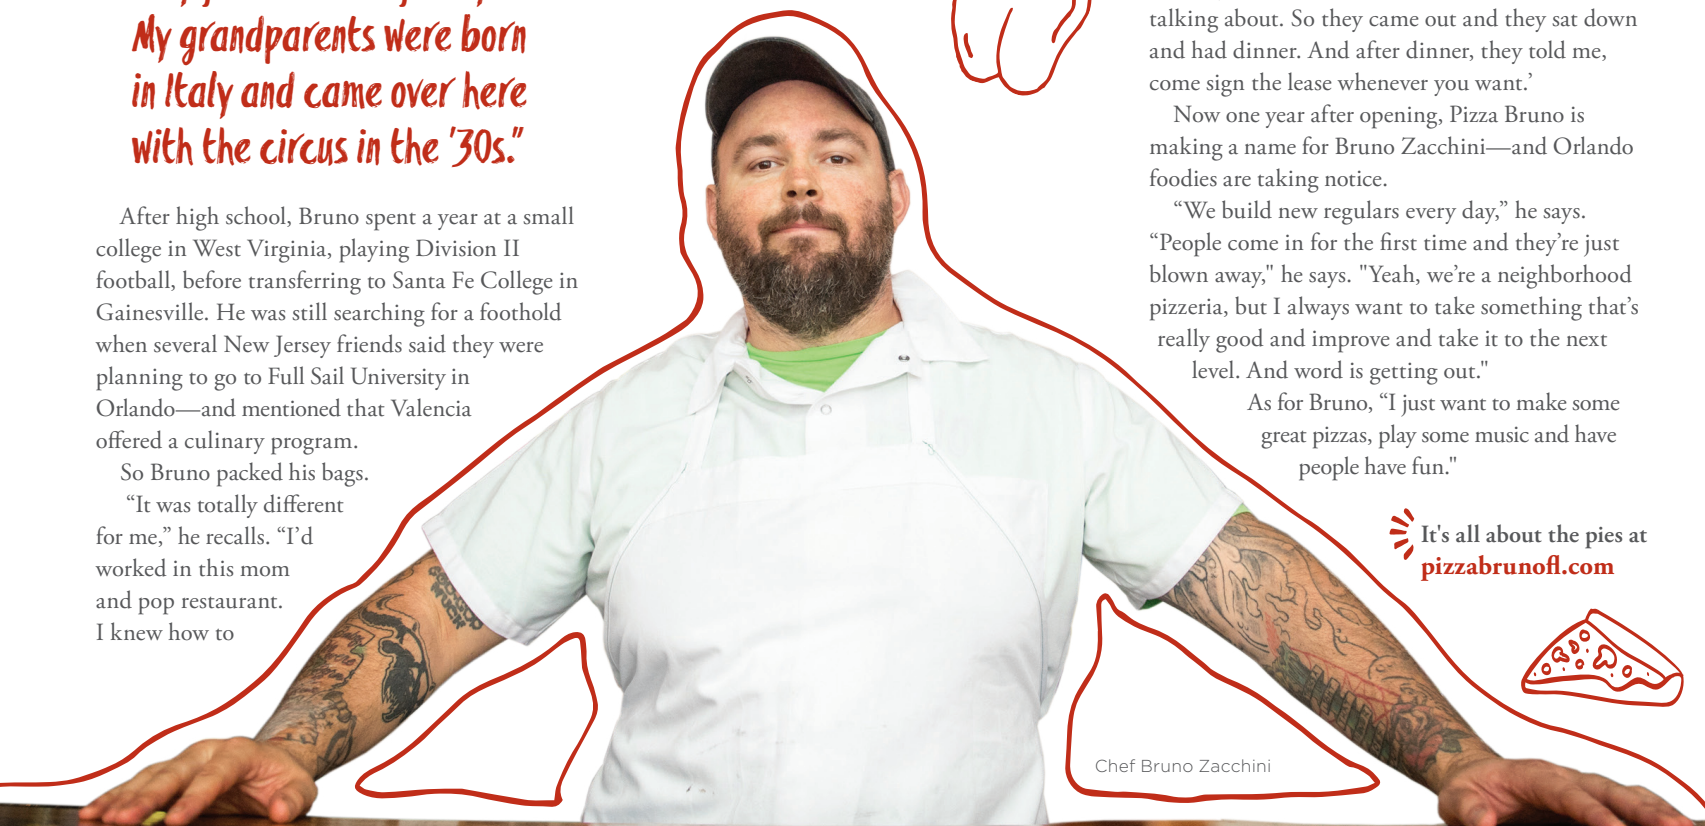 My grandparents were born
in Italy and came over here
with the circus in the '30s."
After high school, Bruno spent a year at a small
college in West Virginia, playing Division II
football, before transferring to Santa Fe College in
Gainesville. He was still searching for a foothold
when several New Jersey friends said they were
planning to go to Full Sail University in
Orlando—and mentioned that Valencia
offered a culinary program.
So Bruno packed his bags.
“It was totally different
for me,” he recalls. “I’d
worked in this mom
and pop restaurant.
I knew how to
talking about. So they came out and they sat down
and had dinner. And after dinner, they told me,
come sign the lease whenever you want.’
Now one year after opening, Pizza Bruno is
making a name for Bruno Zacchini—and Orlando
foodies are taking notice.
“We build new regulars every day,” he says.
“People come in for the first time and they’re just
blown away," he says. "Yeah, we’re a neighborhood
pizzeria, but I always want to take something that’s
really good and improve and take it to the next
level. And word is getting out."
As for Bruno, “I just want to make some
great pizzas, play some music and have
people have fun."
It's all about the pies at
pizzabrunofl.com
Chef Bruno Zacchini